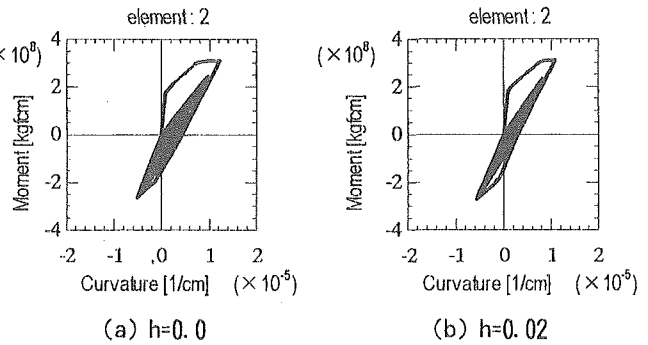 element : 2
(×10⁸)
4
2
0
-2
-4
Moment [kgfcm]
-2 -1 0 1 2
Curvature [1/cm] (×10⁻⁵)
(a) h=0.0
element : 2
(×10⁸)
4
2
0
-2
-4
Moment [kgfcm]
-2 -1 0 1 2
Curvature [1/cm] (×10⁻⁵)
(b) h=0.02